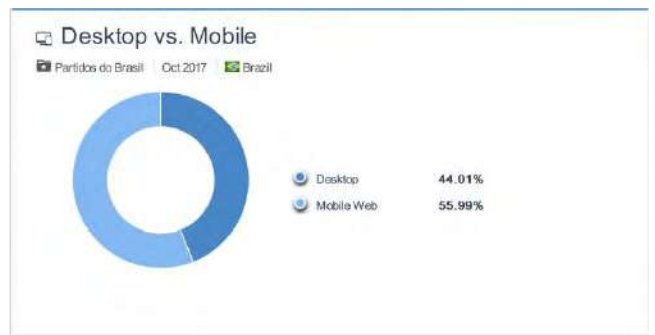 Desktop vs. Mobile
Partidos do Brasil Oct 2017 Brazil
Desktop 44.01%
Mobile Web 55.99%